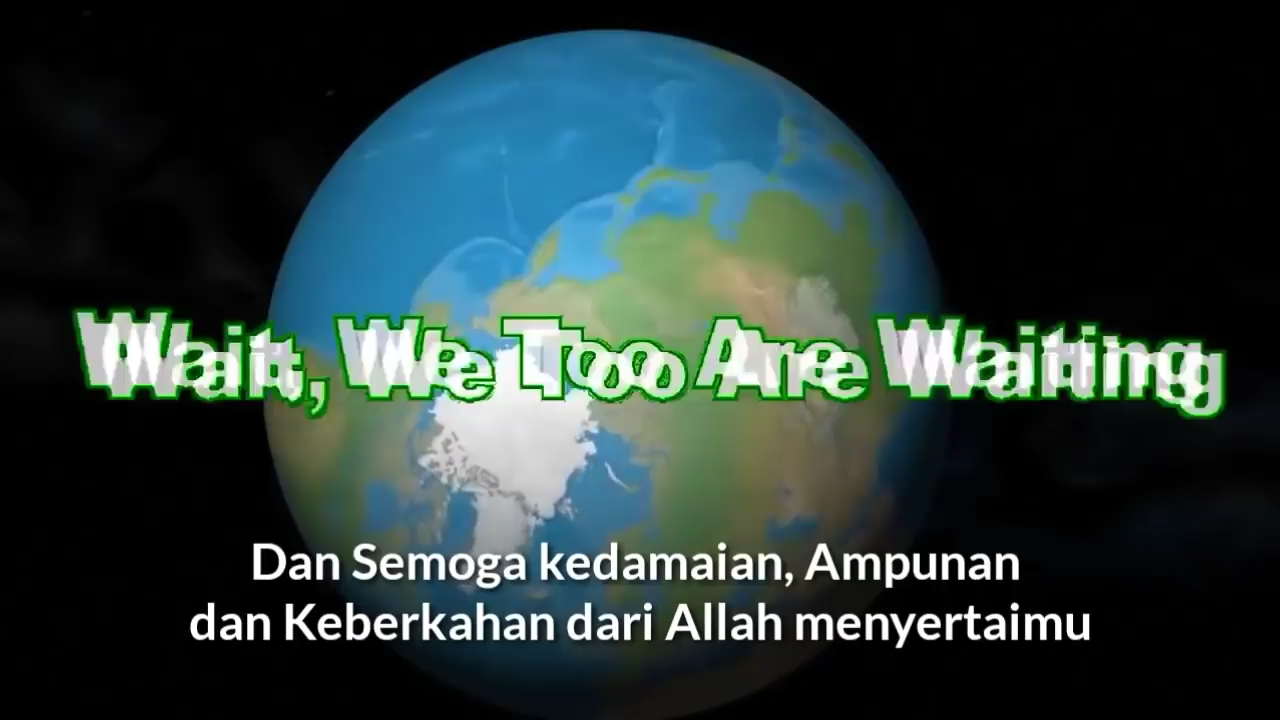 Wait, We Too Are Waiting
Dan Semoga kedamaian, Ampunan
dan Keberkahan dari Allah menyertaimu